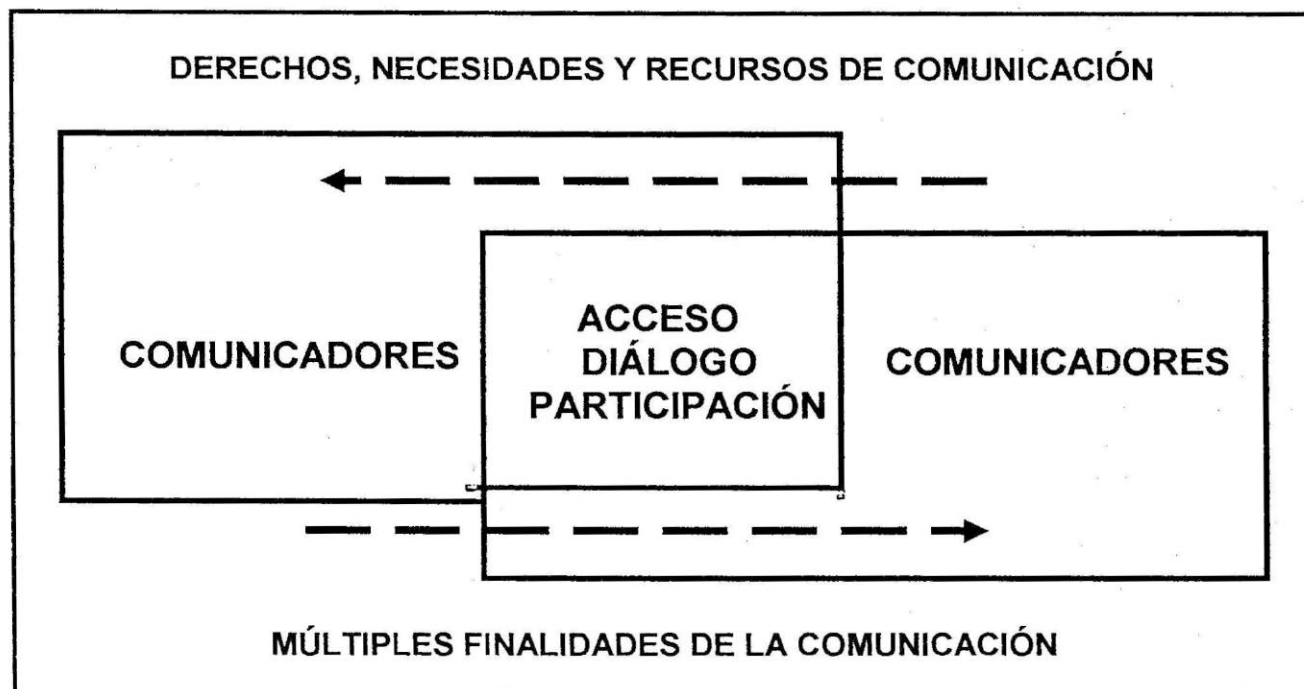 DERECHOS, NECESIDADES Y RECURSOS DE COMUNICACIÓN
COMUNICADORES
ACCESO
DIÁLOGO
PARTICIPACIÓN
COMUNICADORES
MÚLTIPLES FINALIDADES DE LA COMUNICACIÓN